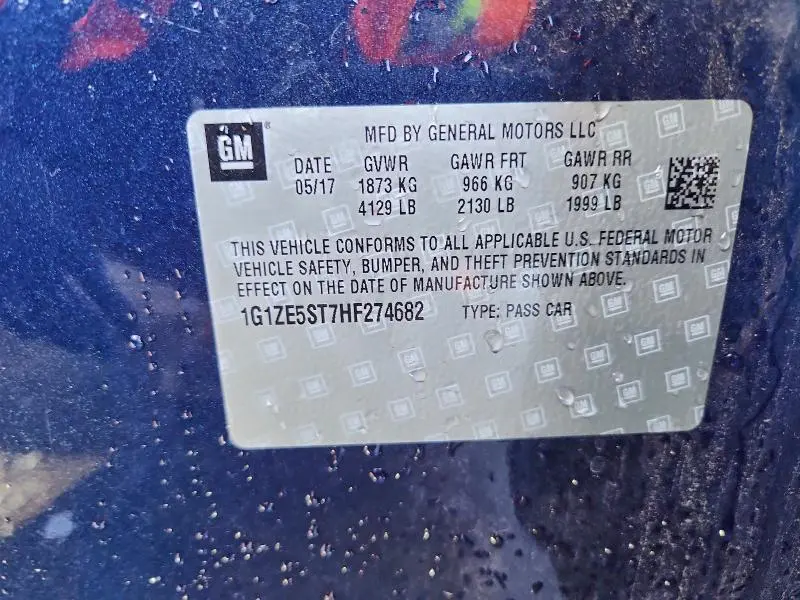 GM
MFD BY GENERAL MOTORS LLC
DATE GVWR GAWR FRT GAWR RR
05/17 1873 KG 966 KG 907 KG
4129 LB 2130 LB 1999 LB
THIS VEHICLE CONFORMS TO ALL APPLICABLE U.S. FEDERAL MOTOR
VEHICLE SAFETY, BUMPER, AND THEFT PREVENTION STANDARDS IN
EFFECT ON THE DATE OF MANUFACTURE SHOWN ABOVE.
1G1ZE5ST7HF274682 TYPE: PASS CAR